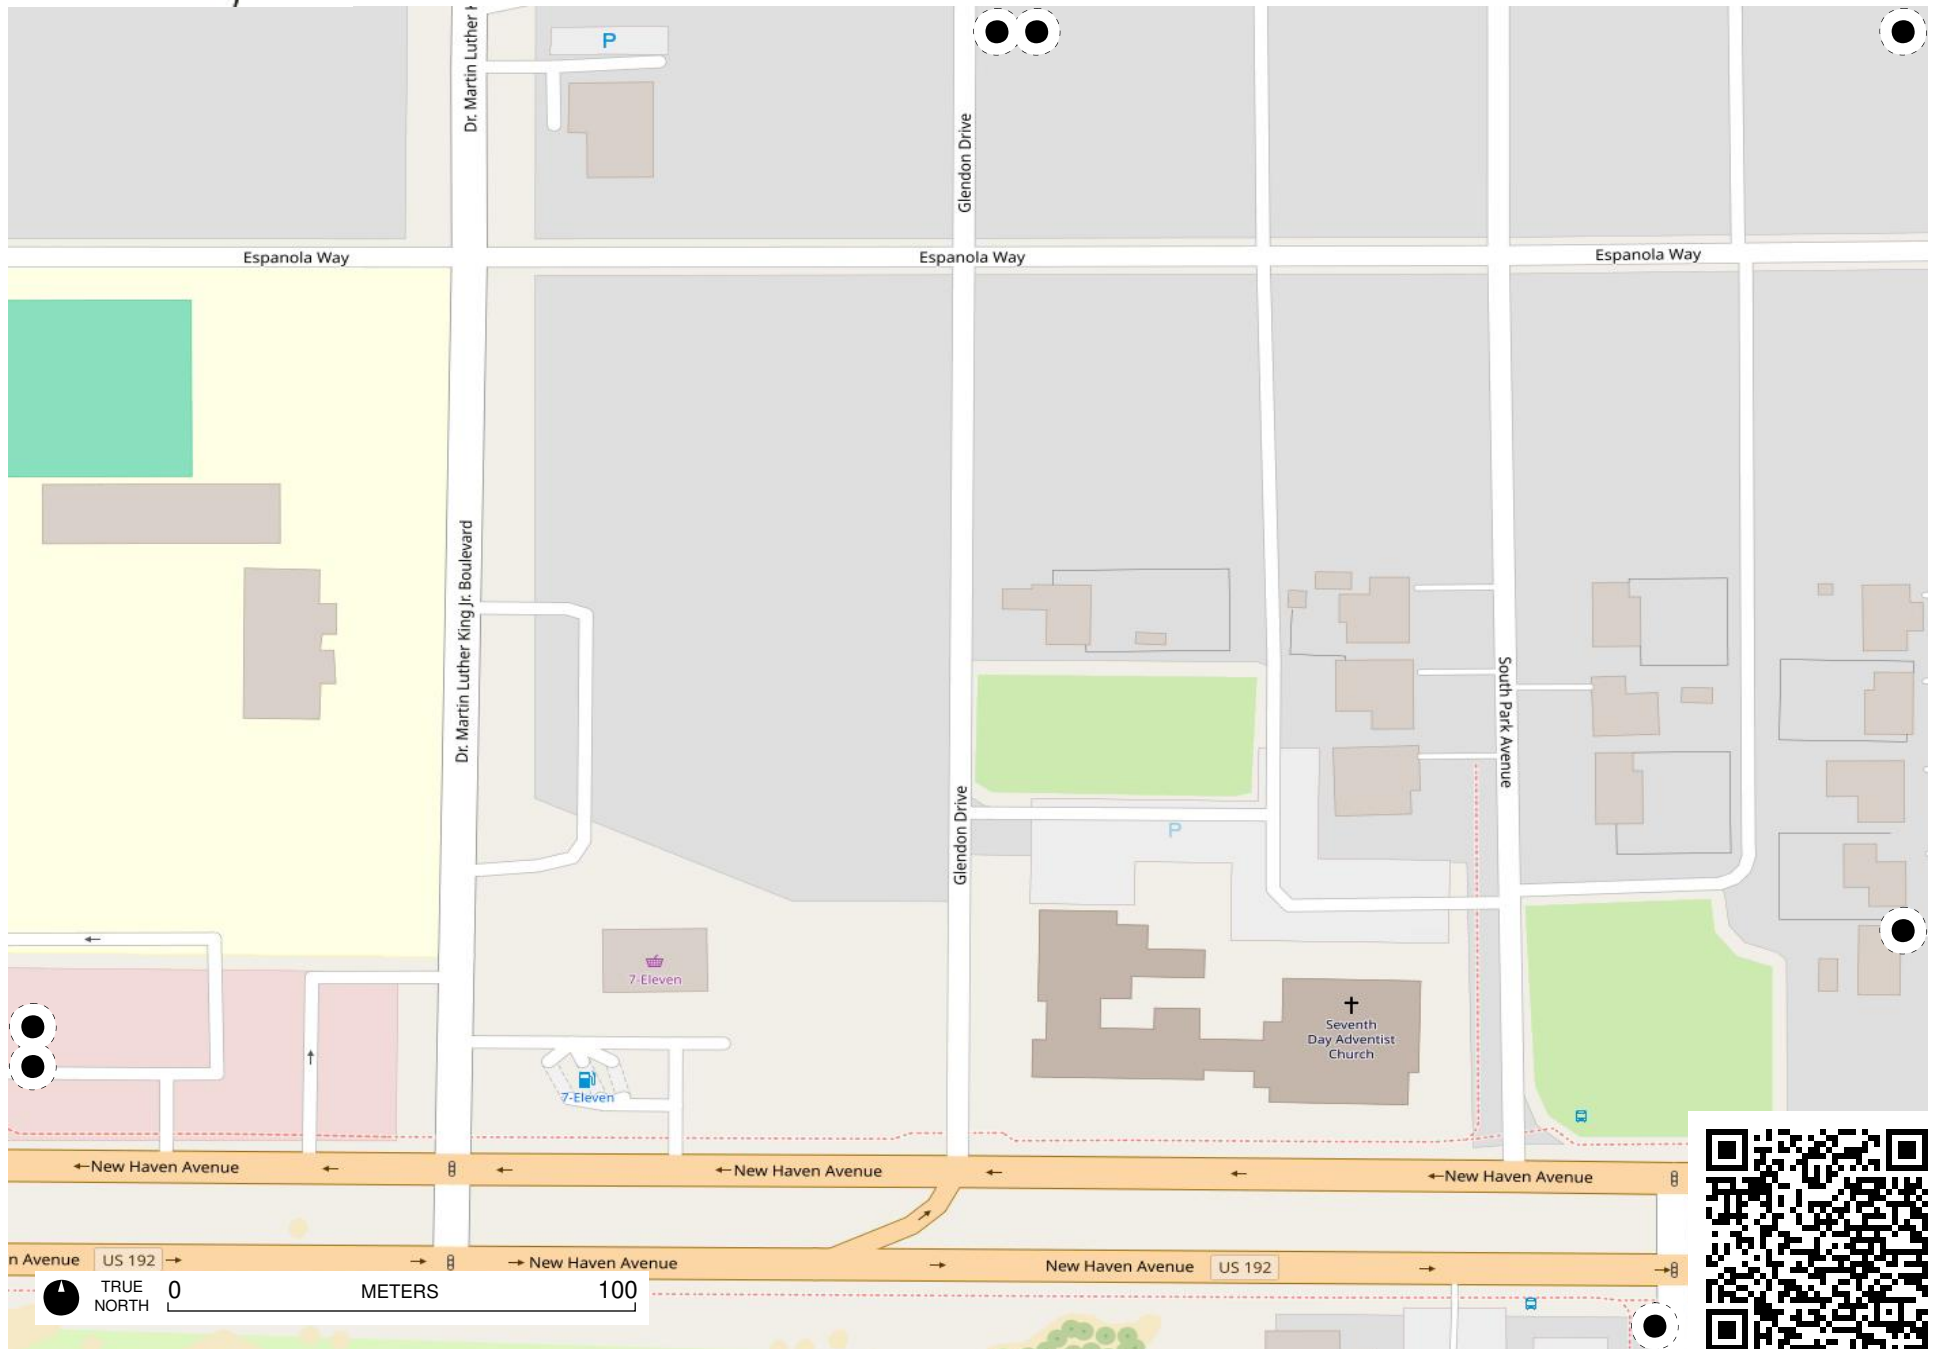 Dr. Martin Luther
P
Glendon Drive
Espanola Way
Espanola Way
Espanola Way
Dr. Martin Luther King Jr. Boulevard
South Park Avenue
Glendon Drive
P
7-Eleven
Seventh
Day Adventist
Church
7-Eleven
←New Haven Avenue
←New Haven Avenue
←New Haven Avenue
n Avenue
US 192
New Haven Avenue
New Haven Avenue
US 192
TRUE
NORTH
0
METERS
100